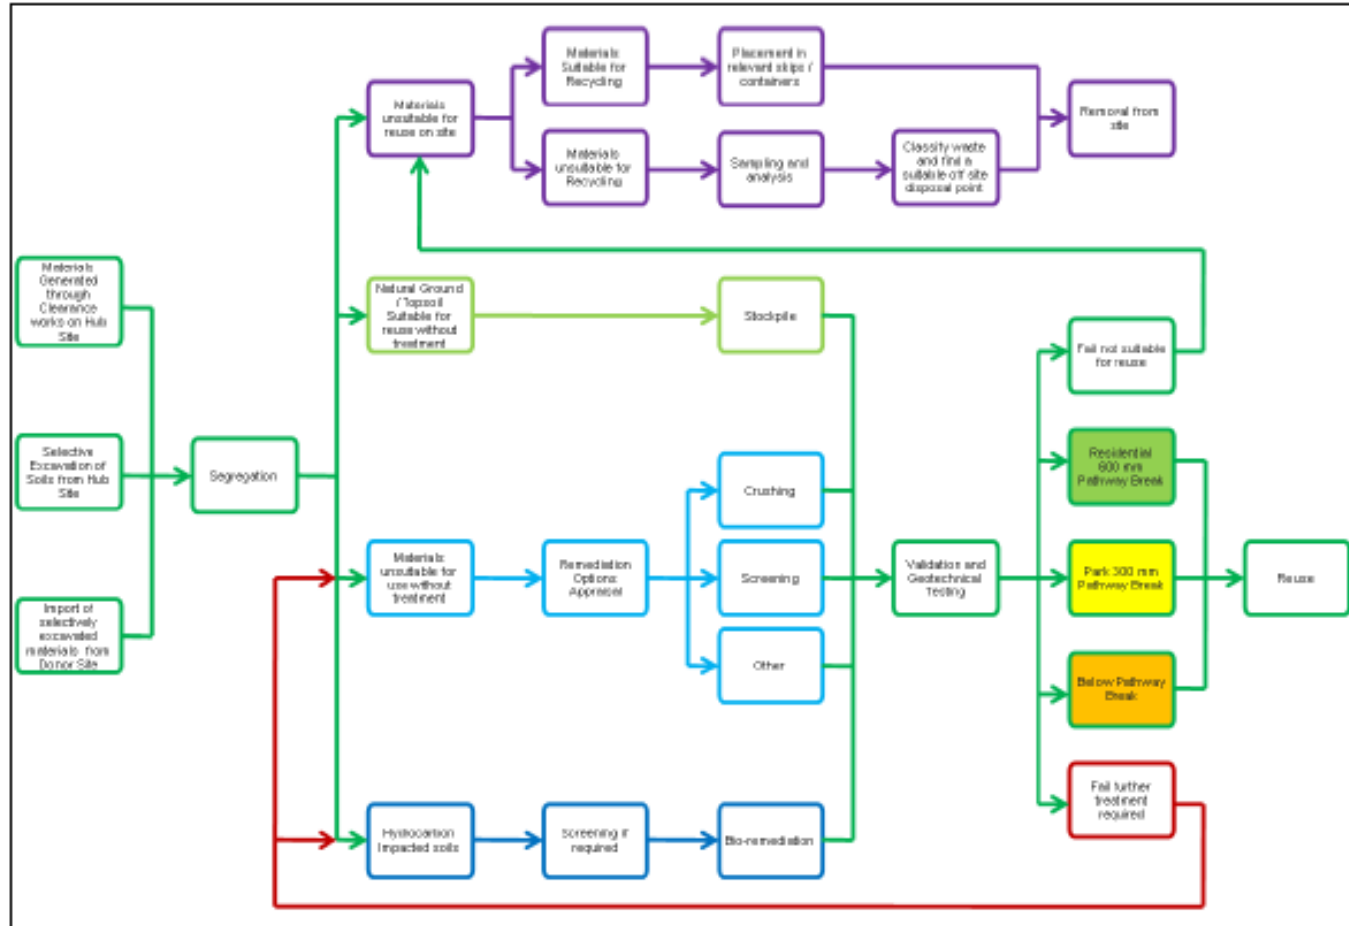 Materials
Suitable for
Recycling
Placement in
relevant skips /
containers
Materials
unsuitable for
reuse on site
Removal from
site
Materials
unsuitable for
Recycling
Sampling and
analysis
Classify waste
and find a
suitable off site
disposal point
Materials
Generated
through
Clearance
works on Hub
Site
Natural Ground
/ Topsoil
Suitable for
reuse without
treatment
Stockpile
Fail not suitable
for reuse
Selective
Excavation of
Soils from Hub
Site
Segregation
Residential
600 mm
Pathway Break
Crushing
Materials
unsuitable for
use without
treatment
Remediation
Options
Appraisal
Screening
Validation and
Geotechnical
Testing
Park 300 mm
Pathway Break
Reuse
Import of
selectively
excavated
materials from
Donor Site
Other
Below Pathway
Break
Hydrocarbon
Impacted soils
Screening if
required
Bio-remediation
Fail further
treatment
required